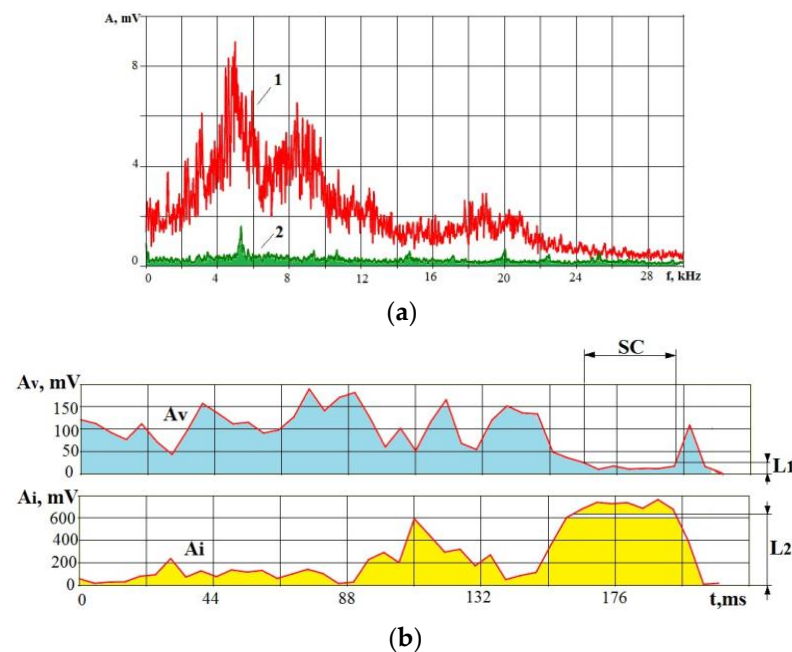 A, mV
8
1
4
2
0
0 4 8 12 16 20 24 28 f, kHz
(a)
SC
Av, mV
Av
150
100
50
0
L1
Ai, mV
600
Ai
400
200
L2
0
0 44 88 132 176 t,ms
(b)